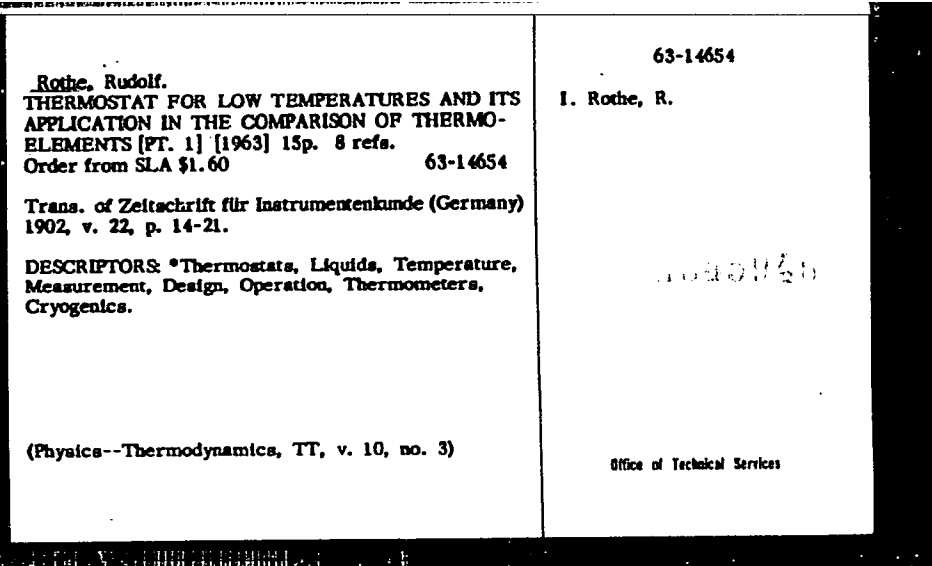 Rothe, Rudolf.
THERMOSTAT FOR LOW TEMPERATURES AND ITS
APPLICATION IN THE COMPARISON OF THERMO-
ELEMENTS [PT. 1] [1963] 15p. 8 refs.
Order from SLA $1.60 63-14654
Trans. of Zeitschrift für Instrumentenkunde (Germany)
1902, v. 22, p. 14-21.
DESCRIPTORS: *Thermostats, Liquids, Temperature,
Measurement, Design, Operation, Thermometers,
Cryogenics.
(Physics--Thermodynamics, TT, v. 10, no. 3)
63-14654
I. Rothe, R.
Office of Technical Services